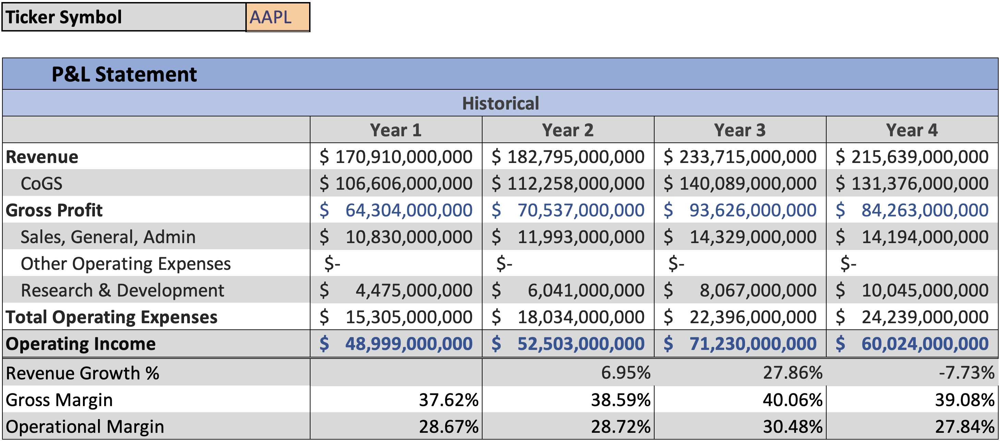 Ticker Symbol AAPL
P&L Statement
Historical
Year 1 Year 2 Year 3 Year 4
Revenue $ 170,910,000,000 $ 182,795,000,000 $ 233,715,000,000 $ 215,639,000,000
CoGS $ 106,606,000,000 $ 112,258,000,000 $ 140,089,000,000 $ 131,376,000,000
Gross Profit $ 64,304,000,000 $ 70,537,000,000 $ 93,626,000,000 $ 84,263,000,000
Sales, General, Admin $ 10,830,000,000 $ 11,993,000,000 $ 14,329,000,000 $ 14,194,000,000
Other Operating Expenses $- $- $- $-
Research & Development $ 4,475,000,000 $ 6,041,000,000 $ 8,067,000,000 $ 10,045,000,000
Total Operating Expenses $ 15,305,000,000 $ 18,034,000,000 $ 22,396,000,000 $ 24,239,000,000
Operating Income $ 48,999,000,000 $ 52,503,000,000 $ 71,230,000,000 $ 60,024,000,000
Revenue Growth % 6.95% 27.86% -7.73%
Gross Margin 37.62% 38.59% 40.06% 39.08%
Operational Margin 28.67% 28.72% 30.48% 27.84%